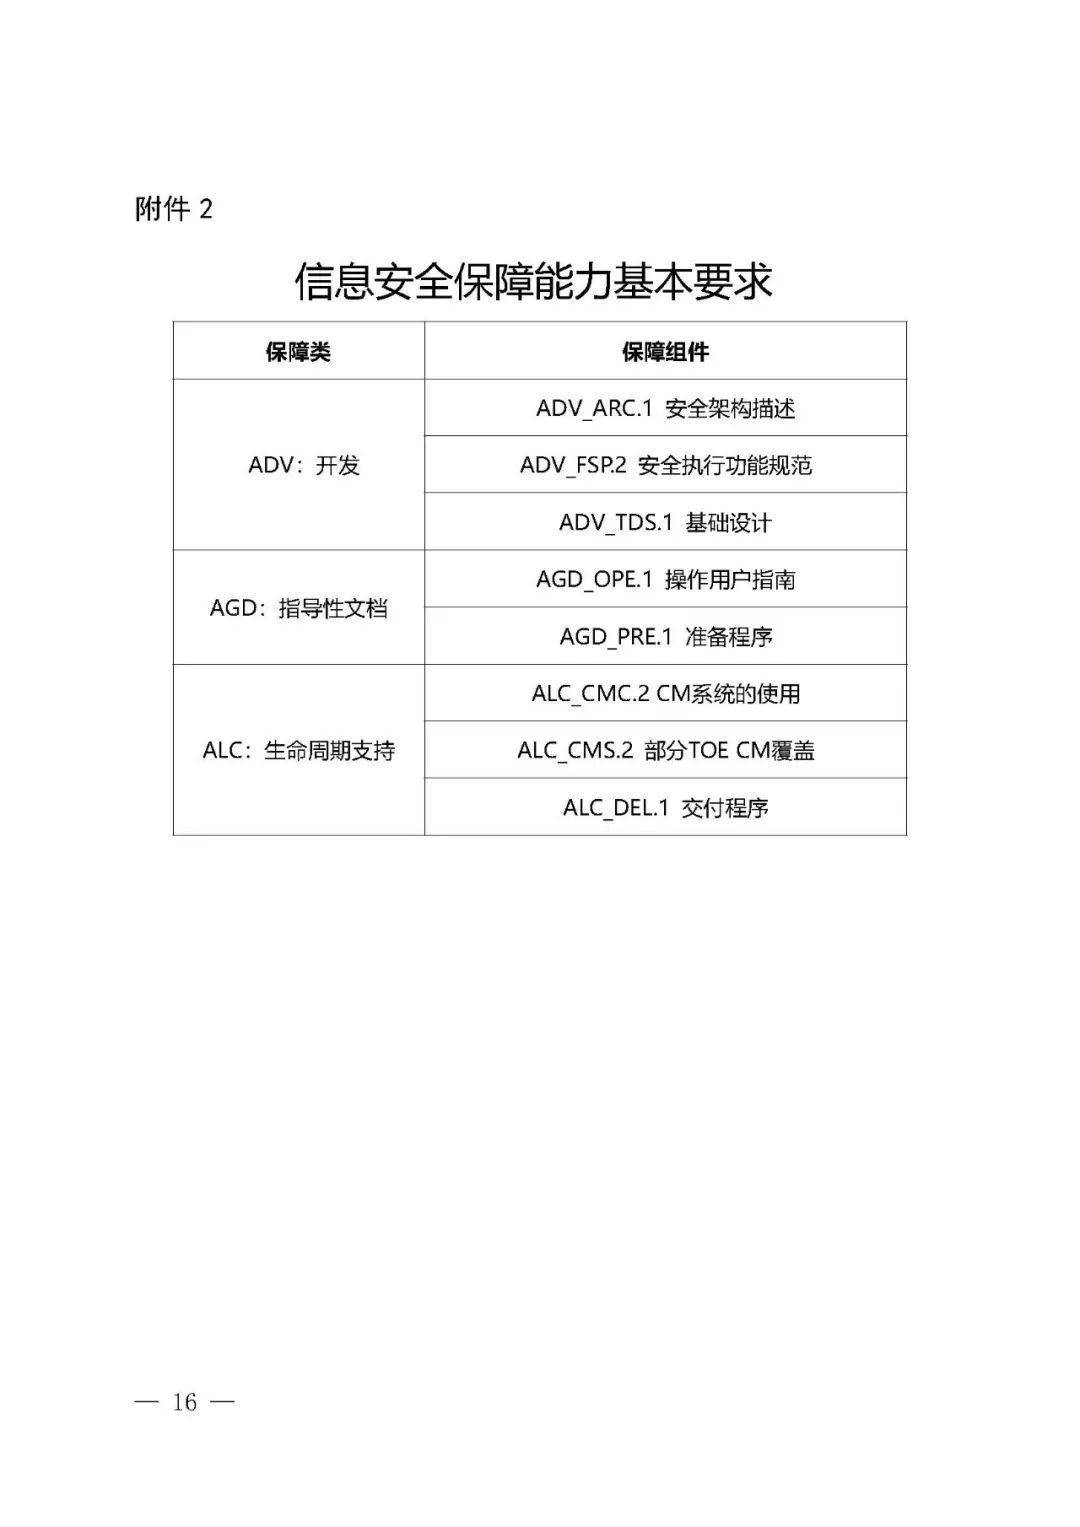 附件 2
信息安全保障能力基本要求
保障类 保障组件
ADV：开发
ADV_ARC.1 安全架构描述
ADV_FSP.2 安全执行功能规范
ADV_TDS.1 基础设计
AGD：指导性文档
AGD_OPE.1 操作用户指南
AGD_PRE.1 准备程序
ALC：生命周期支持
ALC_CMC.2 CM系统的使用
ALC_CMS.2 部分TOE CM覆盖
ALC_DEL.1 交付程序
— 16 —